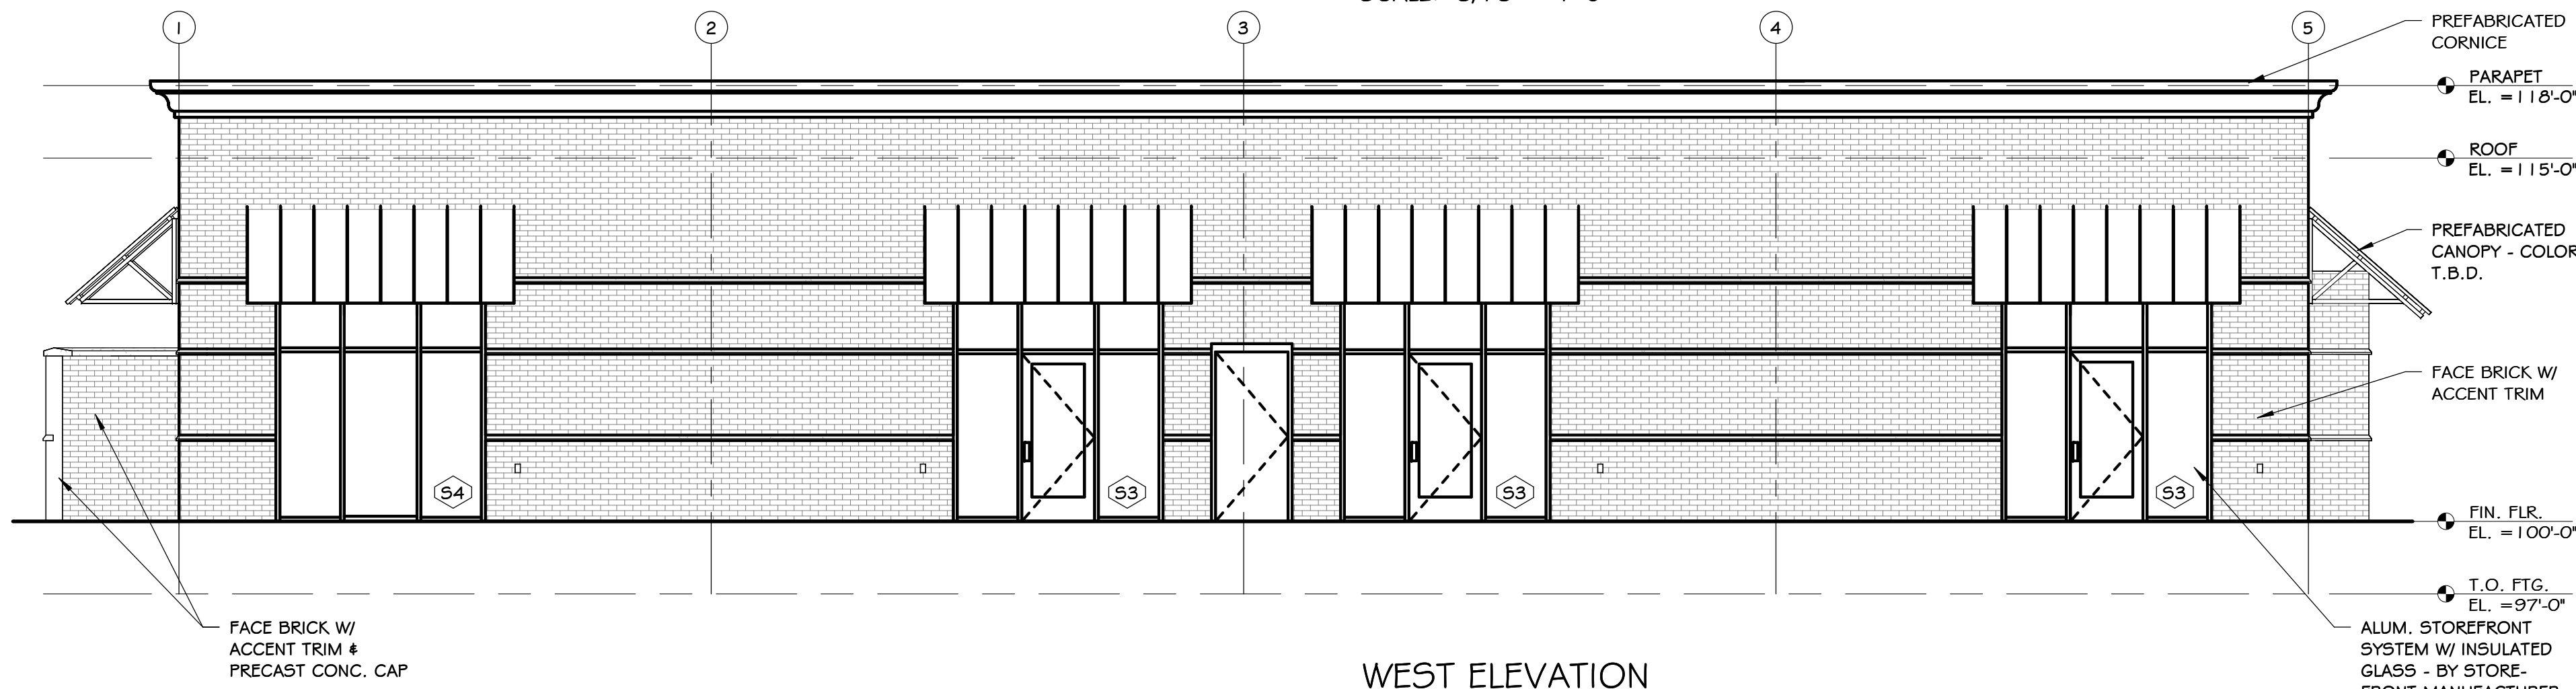 1 2 3 4 5
PREFABRICATED
CORNICE
PARAPET
EL. = 118'-0"
ROOF
EL. = 115'-0"
PREFABRICATED
CANOPY - COLOR
T.B.D.
FACE BRICK W/
ACCENT TRIM
S4 S3 S3 S3
FIN. FLR.
EL. = 100'-0"
T.O. FTG.
EL. = 97'-0"
FACE BRICK W/
ACCENT TRIM &
PRECAST CONC. CAP
ALUM. STOREFRONT
SYSTEM W/ INSULATED
GLASS - BY STORE-
FRONT MANUFACTURER
WEST ELEVATION